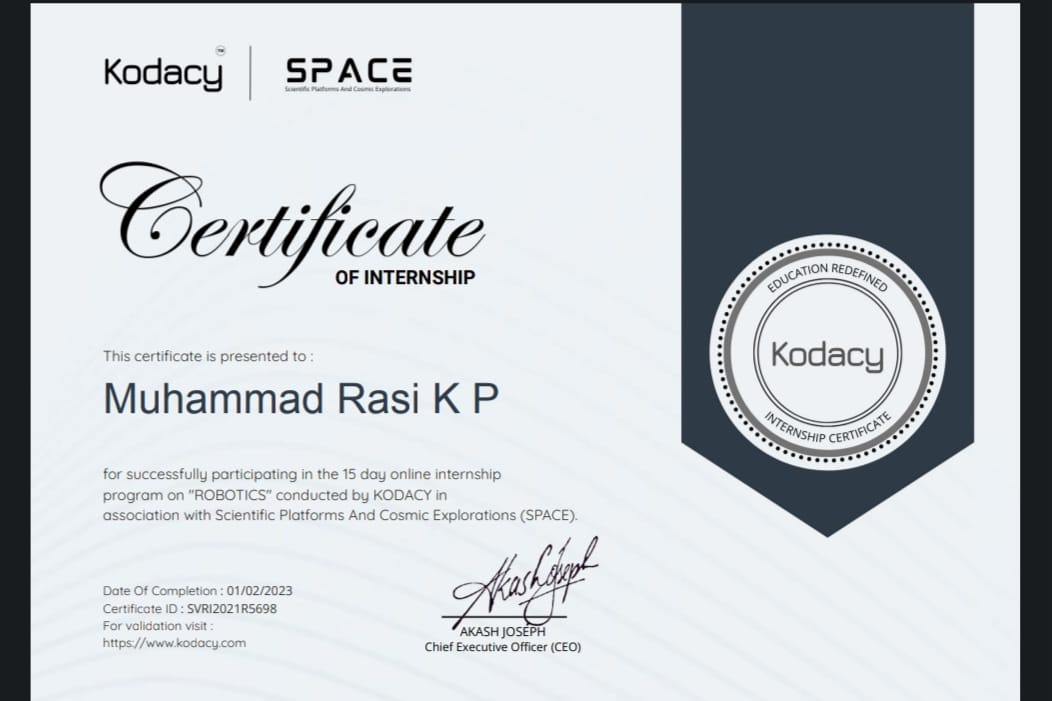 Kodacy TM
SPACE
Scientific Platforms And Cosmic Explorations
Certificate
OF INTERNSHIP
This certificate is presented to :
Muhammad Rasi K P
for successfully participating in the 15 day online internship
program on "ROBOTICS" conducted by KODACY in
association with Scientific Platforms And Cosmic Explorations (SPACE).
Date Of Completion : 01/02/2023
Certificate ID : SVRI2021R5698
For validation visit :
https://www.kodacy.com
Akash Joseph
AKASH JOSEPH
Chief Executive Officer (CEO)
EDUCATION REDEFINED
Kodacy
INTERNSHIP CERTIFICATE